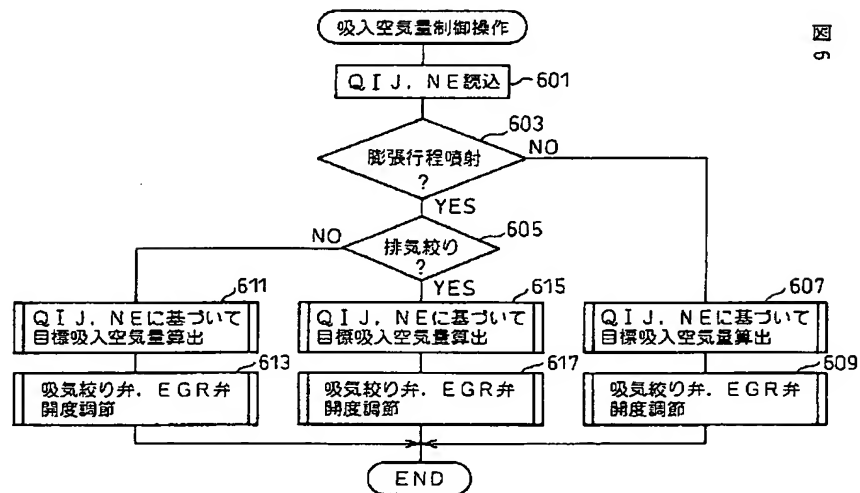 図6
吸入空気量制御操作
QIJ, NE読込
601
603
膨張行程噴射
?
NO
YES
605
排気絞り
?
NO
YES
611
QIJ, NEに基づいて
目標吸入空気量算出
615
QIJ, NEに基づいて
目標吸入空気量算出
607
QIJ, NEに基づいて
目標吸入空気量算出
613
吸気絞り弁, EGR弁
開度調節
617
吸気絞り弁, EGR弁
開度調節
609
吸気絞り弁, EGR弁
開度調節
END